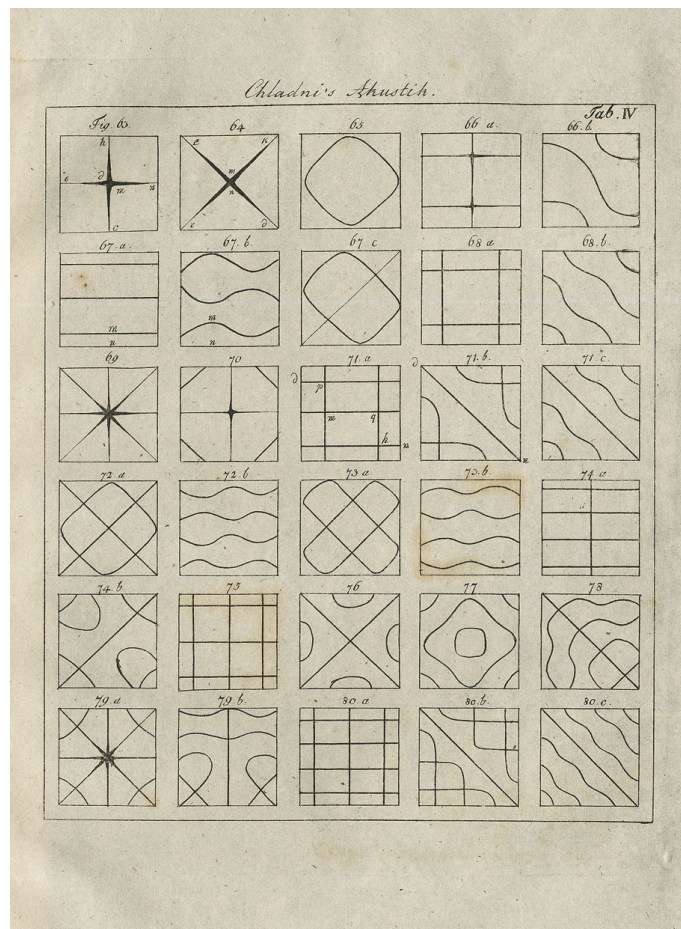 Chladni's Akustik.
Tab. IV
Fig. 63. 64 65 66 a. 66. b.
h e k
e d m n m n
c c d
67. a. 67. b. 67. c 68 a 68. b.
m m
n n
69 70 71. a 71. b. 71. c.
d d
p
m q
h n n
72. a 72. b 73 a 73. b. 74 a
74. b 75 76 77 78
79. a. 79. b. 80. a 80. b. 80. c.